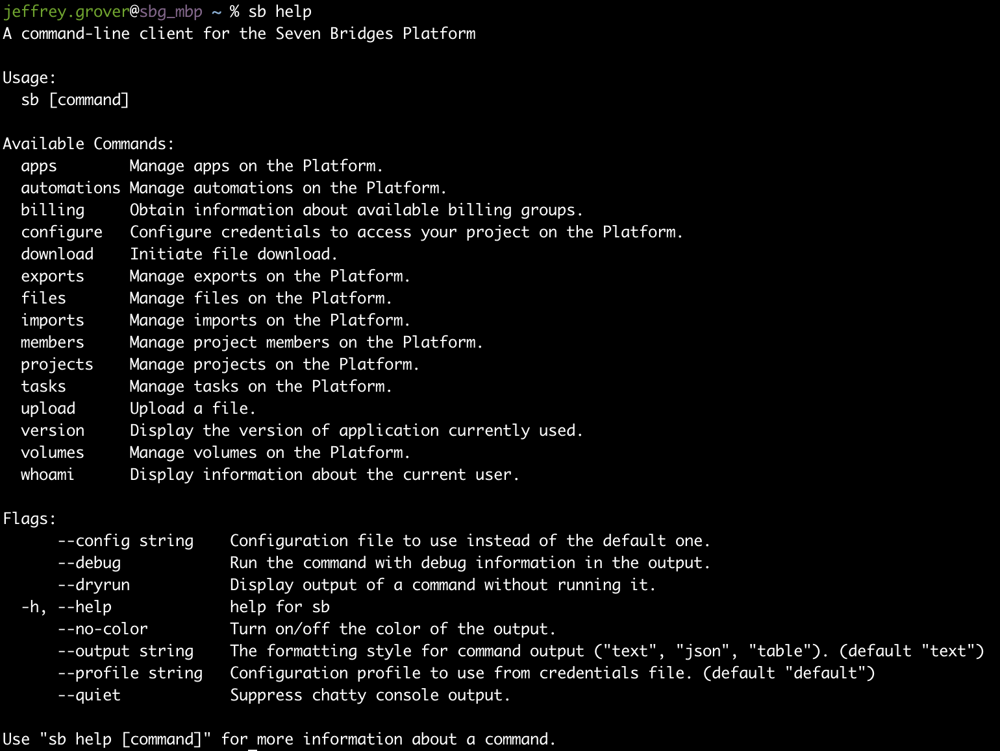 jeffrey.grover@sbg_mbp ~ % sb help
A command-line client for the Seven Bridges Platform

Usage:
  sb [command]

Available Commands:
  apps        Manage apps on the Platform.
  automations Manage automations on the Platform.
  billing     Obtain information about available billing groups.
  configure   Configure credentials to access your project on the Platform.
  download    Initiate file download.
  exports     Manage exports on the Platform.
  files       Manage files on the Platform.
  imports     Manage imports on the Platform.
  members     Manage project members on the Platform.
  projects    Manage projects on the Platform.
  tasks       Manage tasks on the Platform.
  upload      Upload a file.
  version     Display the version of application currently used.
  volumes     Manage volumes on the Platform.
  whoami      Display information about the current user.

Flags:
      --config string    Configuration file to use instead of the default one.
      --debug            Run the command with debug information in the output.
      --dryrun           Display output of a command without running it.
  -h, --help             help for sb
      --no-color         Turn on/off the color of the output.
      --output string    The formatting style for command output ("text", "json", "table"). (default "text")
      --profile string   Configuration profile to use from credentials file. (default "default")
      --quiet            Suppress chatty console output.

Use "sb help [command]" for more information about a command.